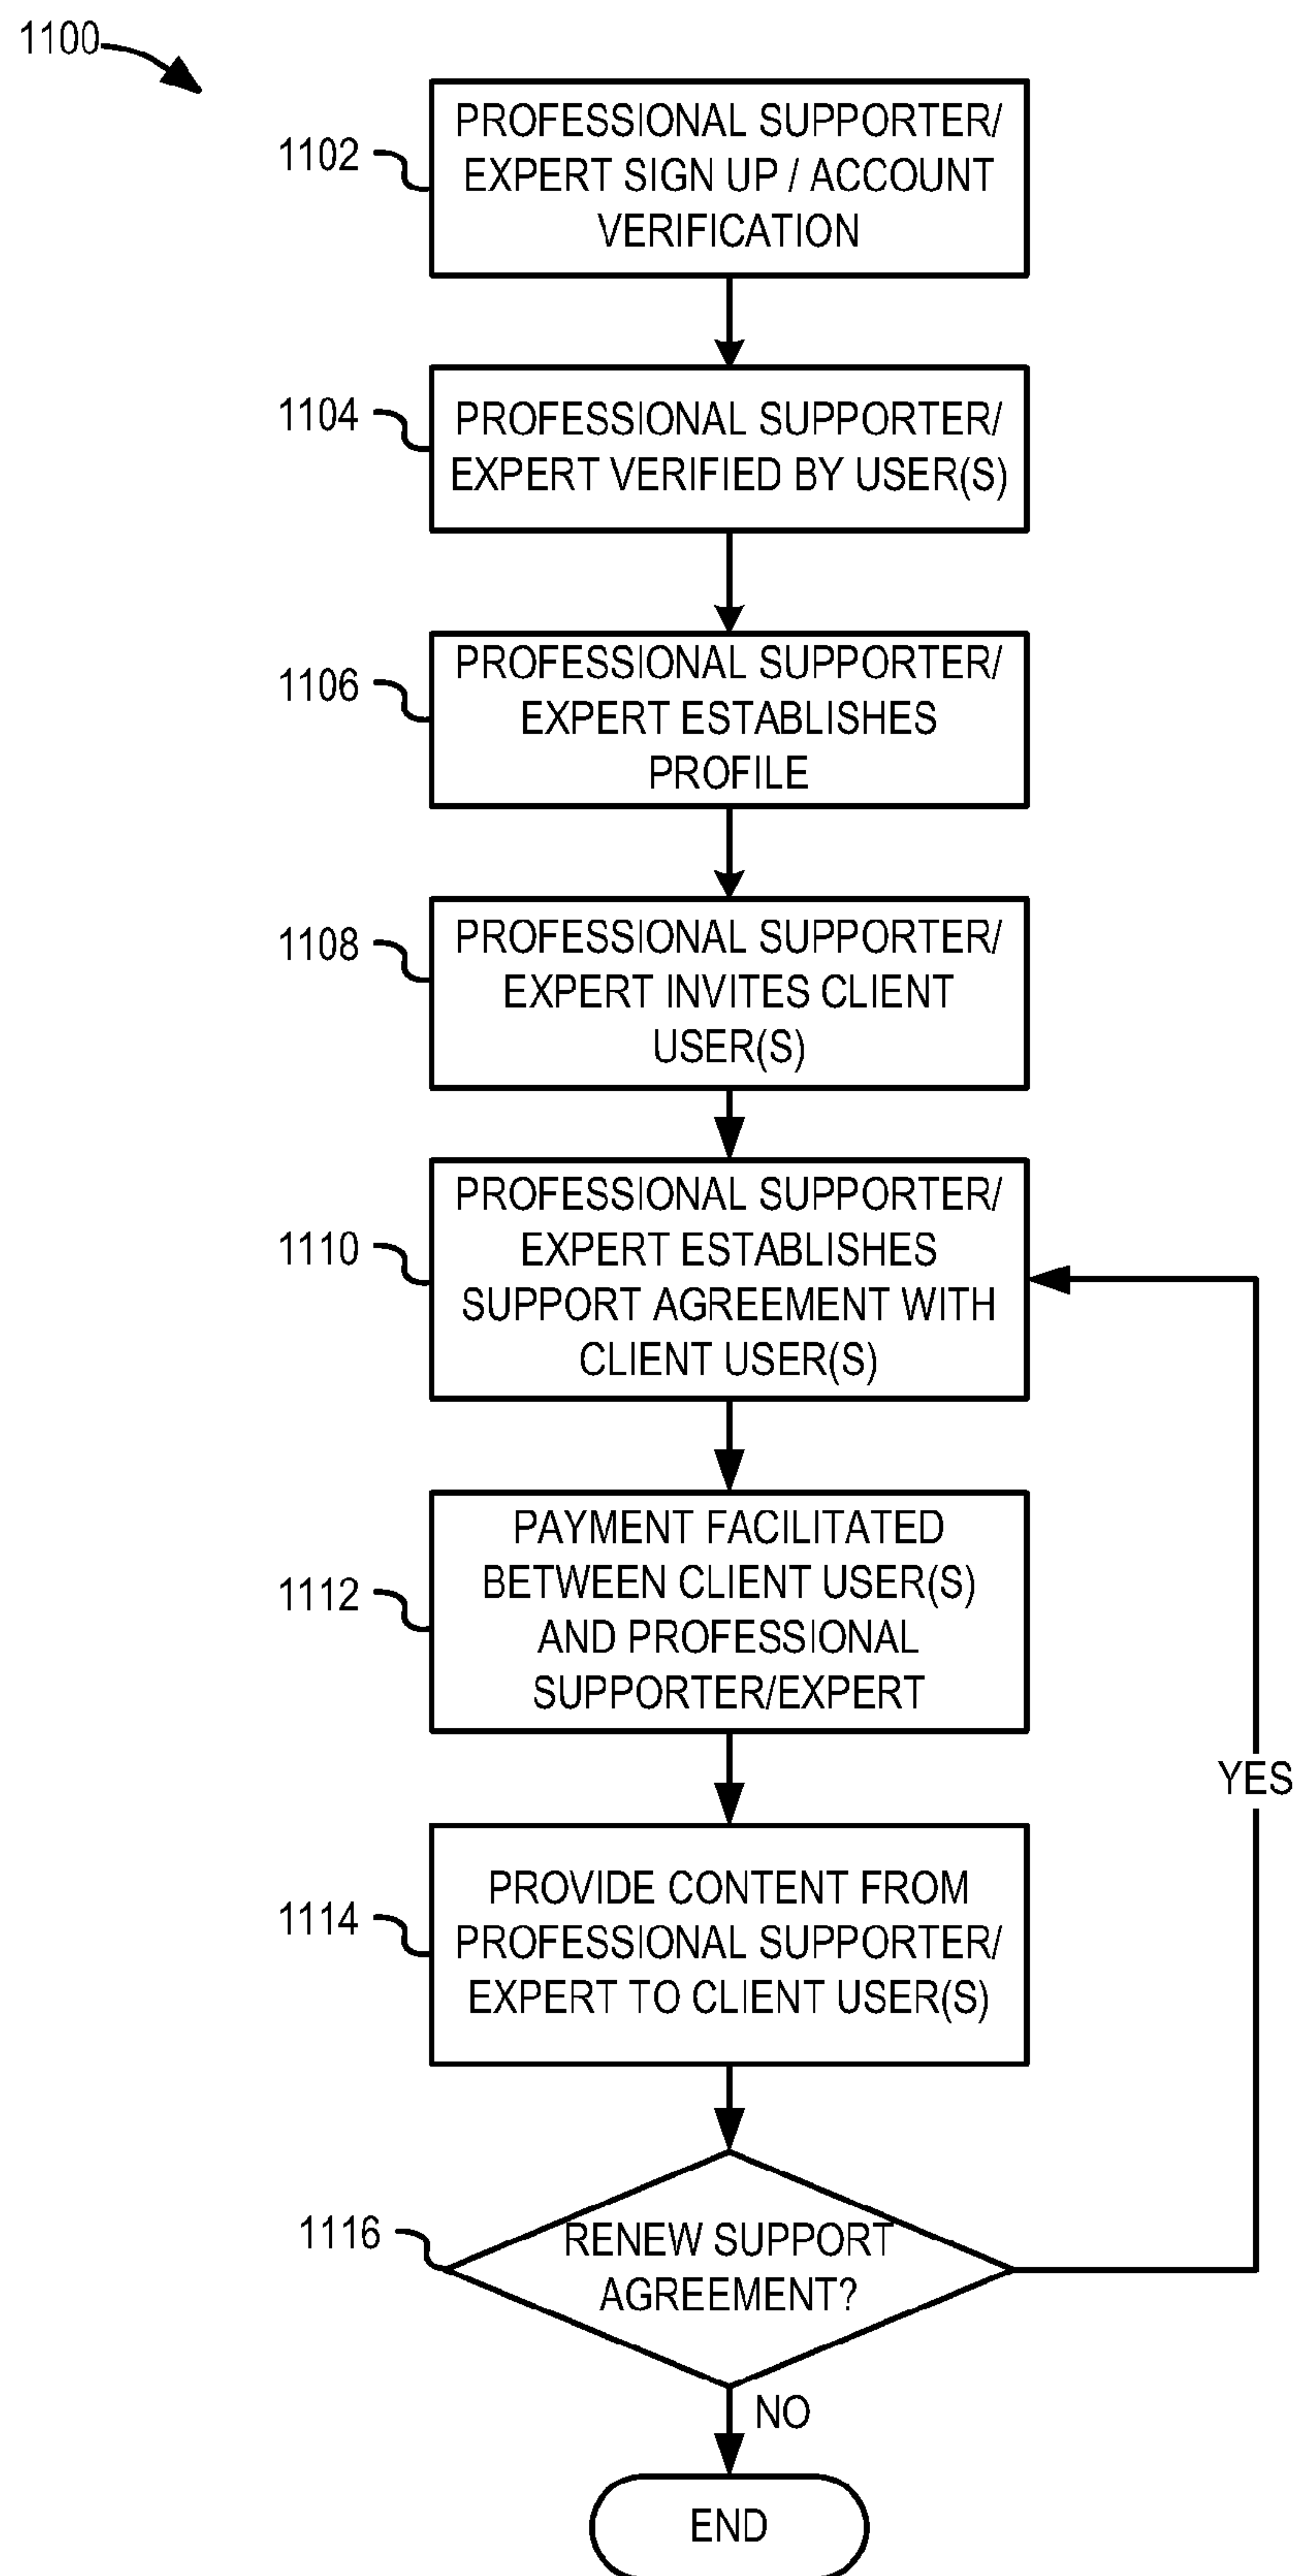 1100
1102
PROFESSIONAL SUPPORTER/
EXPERT SIGN UP / ACCOUNT
VERIFICATION
1104
PROFESSIONAL SUPPORTER/
EXPERT VERIFIED BY USER(S)
1106
PROFESSIONAL SUPPORTER/
EXPERT ESTABLISHES
PROFILE
1108
PROFESSIONAL SUPPORTER/
EXPERT INVITES CLIENT
USER(S)
1110
PROFESSIONAL SUPPORTER/
EXPERT ESTABLISHES
SUPPORT AGREEMENT WITH
CLIENT USER(S)
1112
PAYMENT FACILITATED
BETWEEN CLIENT USER(S)
AND PROFESSIONAL
SUPPORTER/EXPERT
YES
1114
PROVIDE CONTENT FROM
PROFESSIONAL SUPPORTER/
EXPERT TO CLIENT USER(S)
1116
RENEW SUPPORT
AGREEMENT?
NO
END